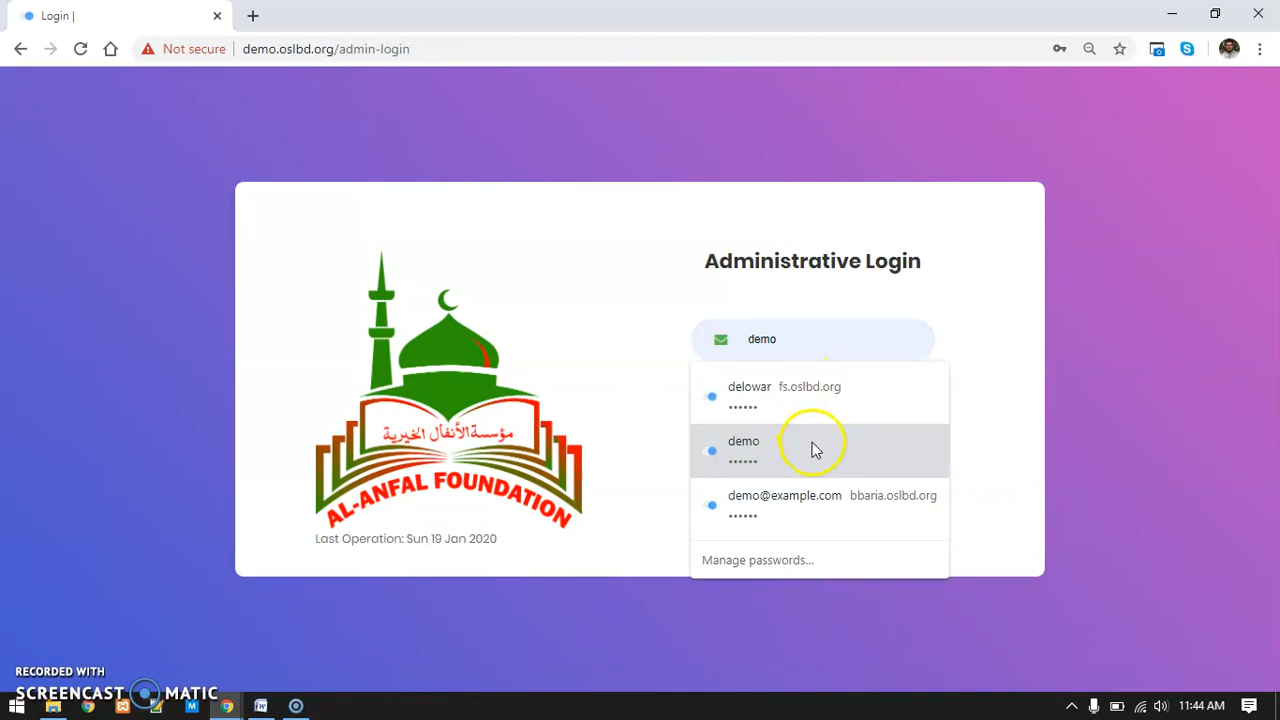 Login |
Not secure
demo.oslbd.org/admin-login
Administrative Login
demo
delowar fs.oslbd.org
••••••
demo
••••••
demo@example.com bbaria.oslbd.org
••••••
Manage passwords...
مؤسسة الأنفال الخيرية
AL-ANFAL FOUNDATION
Last Operation: Sun 19 Jan 2020
RECORDED WITH
SCREENCAST MATIC
11:44 AM